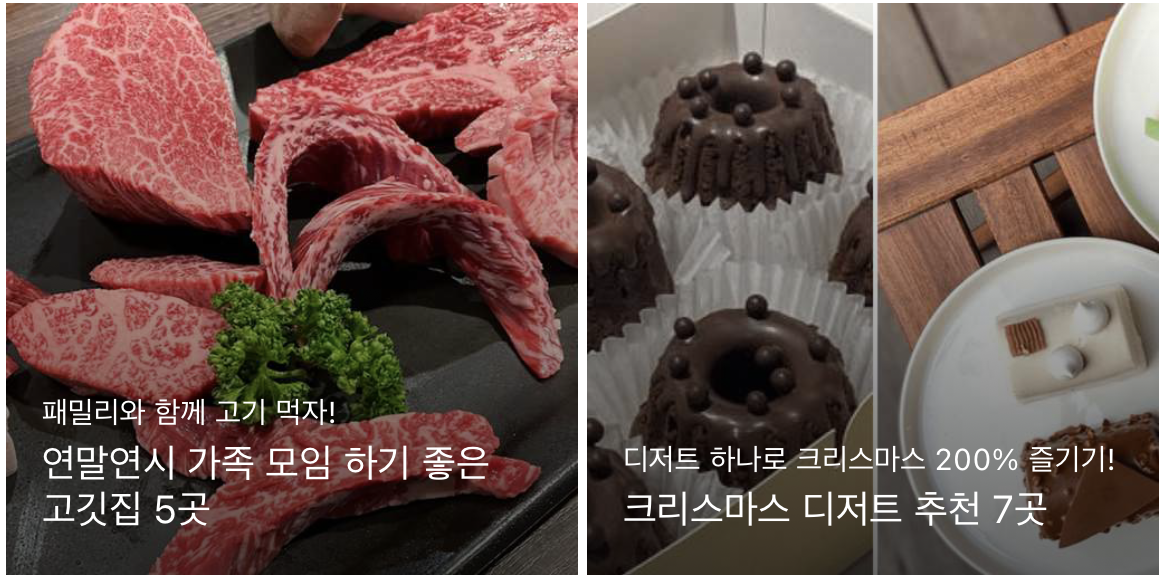 패밀리와 함께 고기 먹자!
연말연시 가족 모임 하기 좋은
고깃집 5곳
디저트 하나로 크리스마스 200% 즐기기!
크리스마스 디저트 추천 7곳